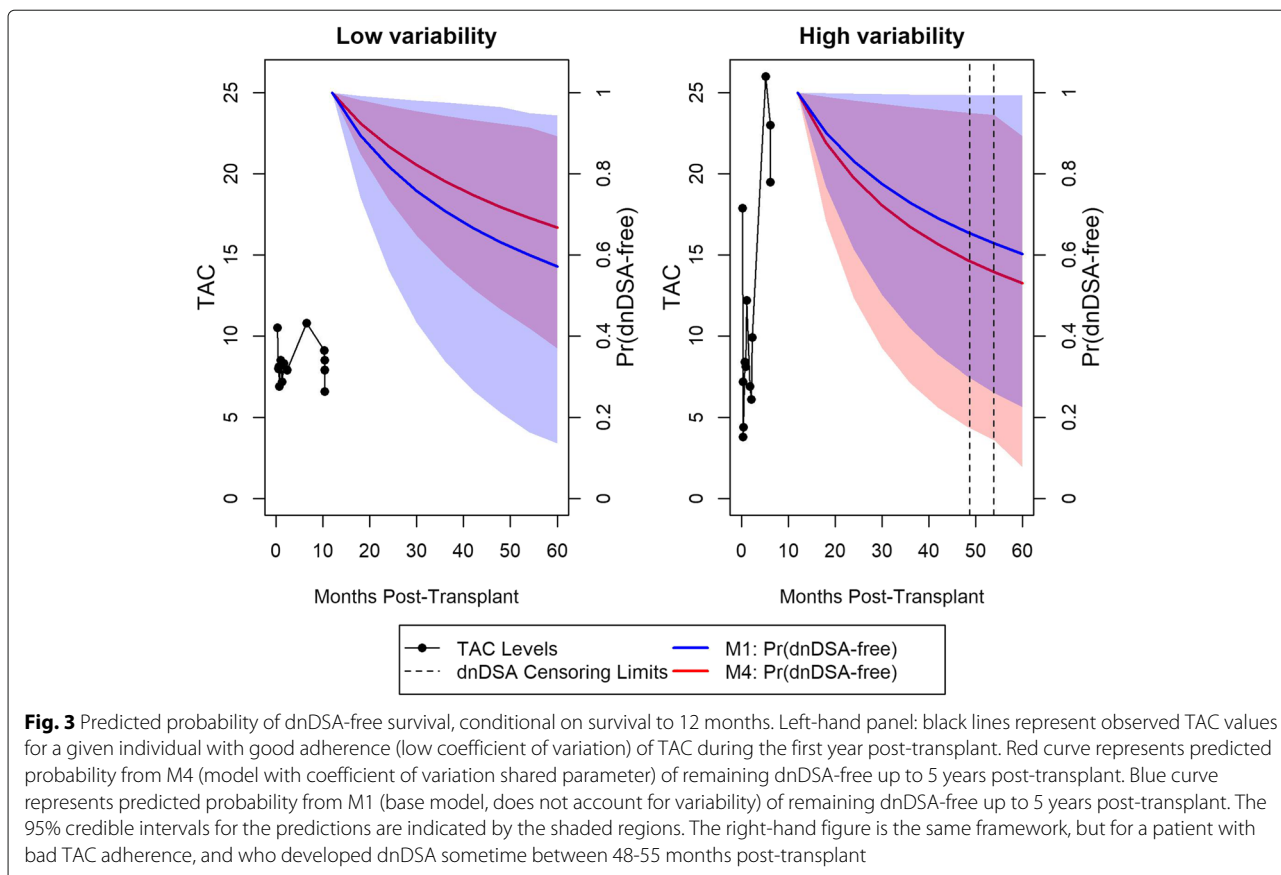 Low variability
High variability
TAC
0
5
10
15
20
25
Pr(dnDSA-free)
0
0.2
0.4
0.6
0.8
1
0 10 20 30 40 50 60
Months Post-Transplant
TAC
0
5
10
15
20
25
Pr(dnDSA-free)
0
0.2
0.4
0.6
0.8
1
0 10 20 30 40 50 60
Months Post-Transplant
TAC Levels
dnDSA Censoring Limits
M1: Pr(dnDSA-free)
M4: Pr(dnDSA-free)
Fig. 3 Predicted probability of dnDSA-free survival, conditional on survival to 12 months. Left-hand panel: black lines represent observed TAC values
for a given individual with good adherence (low coefficient of variation) of TAC during the first year post-transplant. Red curve represents predicted
probability from M4 (model with coefficient of variation shared parameter) of remaining dnDSA-free up to 5 years post-transplant. Blue curve
represents predicted probability from M1 (base model, does not account for variability) of remaining dnDSA-free up to 5 years post-transplant. The
95% credible intervals for the predictions are indicated by the shaded regions. The right-hand figure is the same framework, but for a patient with
bad TAC adherence, and who developed dnDSA sometime between 48-55 months post-transplant